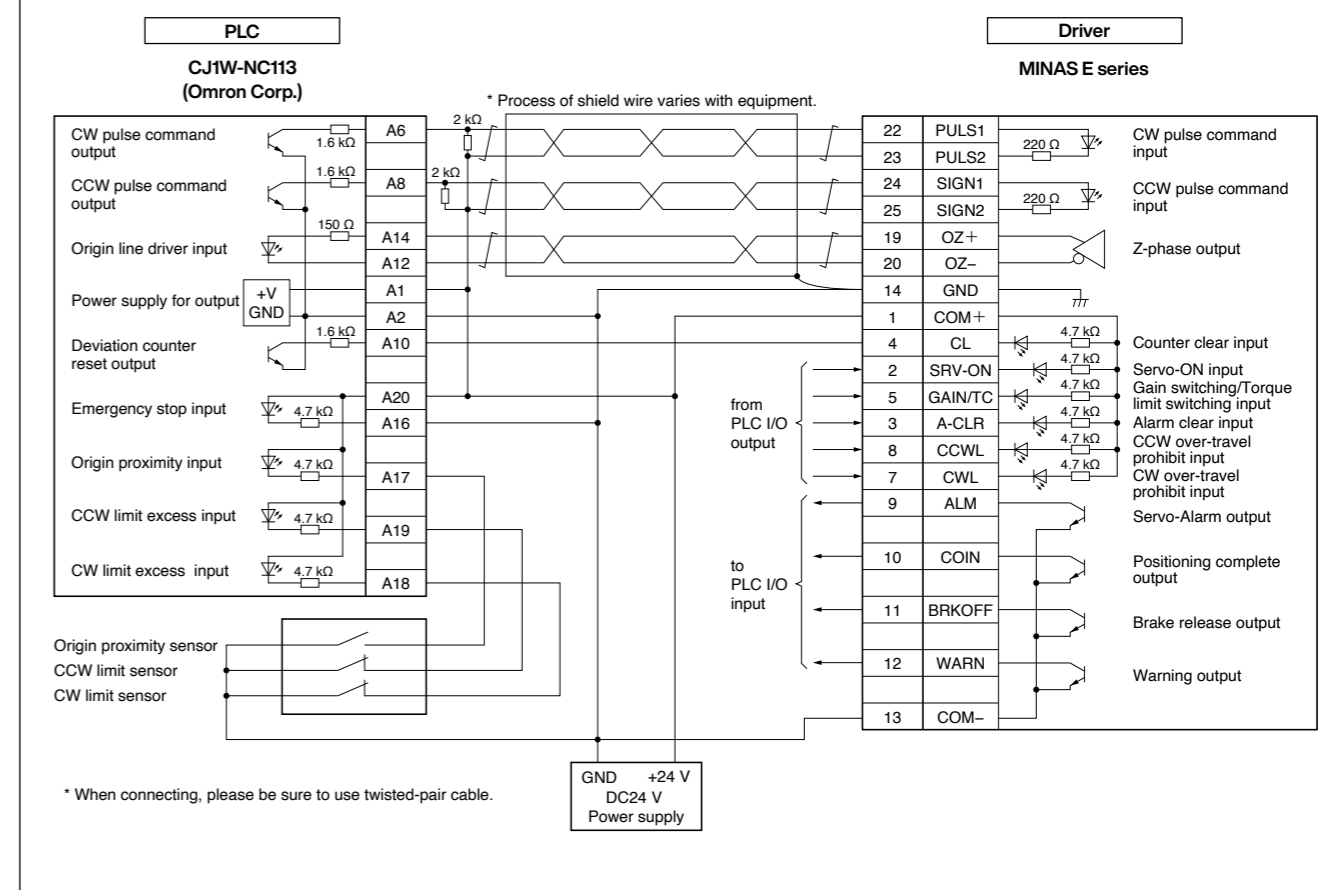 PLC
CJ1W-NC113
(Omron Corp.)
Driver
MINAS E series
* Process of shield wire varies with equipment.
CW pulse command
output
1.6 kΩ
A6
2 kΩ
CCW pulse command
output
1.6 kΩ
A8
2 kΩ
Origin line driver input
150 Ω
A14
A12
Power supply for output
+V
GND
A1
A2
Deviation counter
reset output
1.6 kΩ
A10
A20
Emergency stop input
4.7 kΩ
A16
Origin proximity input
4.7 kΩ
A17
CCW limit excess input
4.7 kΩ
A19
CW limit excess input
4.7 kΩ
A18
22 PULS1
23 PULS2
220 Ω
CW pulse command
input
24 SIGN1
25 SIGN2
220 Ω
CCW pulse command
input
19 OZ+
20 OZ−
Z-phase output
14 GND
1 COM+
4 CL
4.7 kΩ
Counter clear input
2 SRV-ON
4.7 kΩ
Servo-ON input
5 GAIN/TC
4.7 kΩ
Gain switching/Torque
limit switching input
3 A-CLR
4.7 kΩ
Alarm clear input
8 CCWL
4.7 kΩ
CCW over-travel
prohibit input
7 CWL
4.7 kΩ
CW over-travel
prohibit input
from
PLC I/O
output
9 ALM
Servo-Alarm output
10 COIN
Positioning complete
output
to
PLC I/O
input
11 BRKOFF
Brake release output
12 WARN
Warning output
13 COM−
Origin proximity sensor
CCW limit sensor
CW limit sensor
GND +24 V
DC24 V
Power supply
* When connecting, please be sure to use twisted-pair cable.